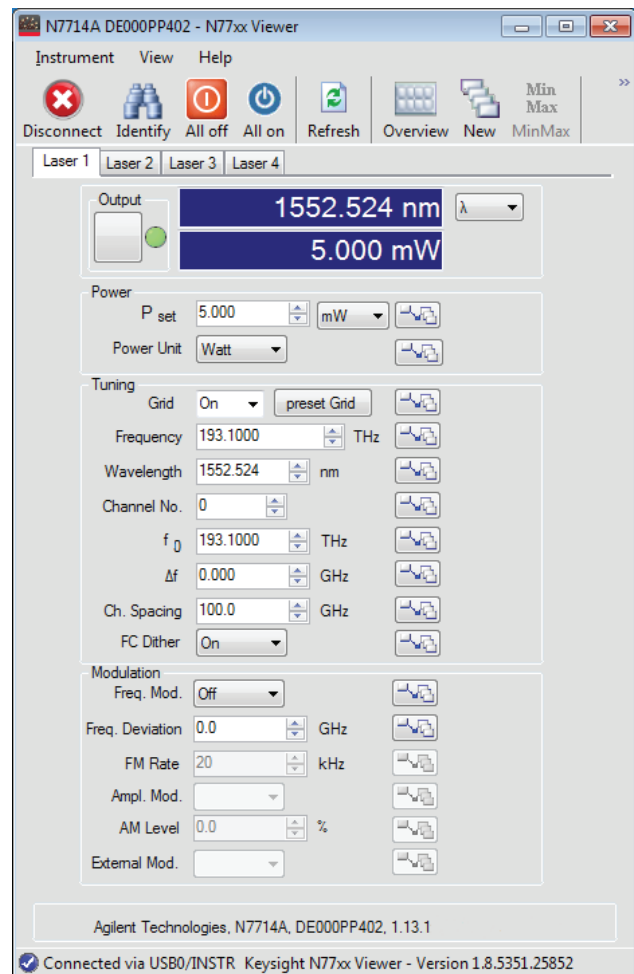 N7714A DE000PP402 - N77xx Viewer
Instrument View Help
Disconnect Identify All off All on Refresh Overview New Min Max MinMax »
Laser 1 Laser 2 Laser 3 Laser 4
Output 1552.524 nm λ
5.000 mW
Power
P set 5.000 mW
Power Unit Watt
Tuning
Grid On preset Grid
Frequency 193.1000 THz
Wavelength 1552.524 nm
Channel No. 0
f 0 193.1000 THz
Δf 0.000 GHz
Ch. Spacing 100.0 GHz
FC Dither On
Modulation
Freq. Mod. Off
Freq. Deviation 0.0 GHz
FM Rate 20 kHz
Ampl. Mod.
AM Level 0.0 %
External Mod.
Agilent Technologies, N7714A, DE000PP402, 1.13.1
Connected via USB0/INSTR Keysight N77xx Viewer - Version 1.8.5351.25852